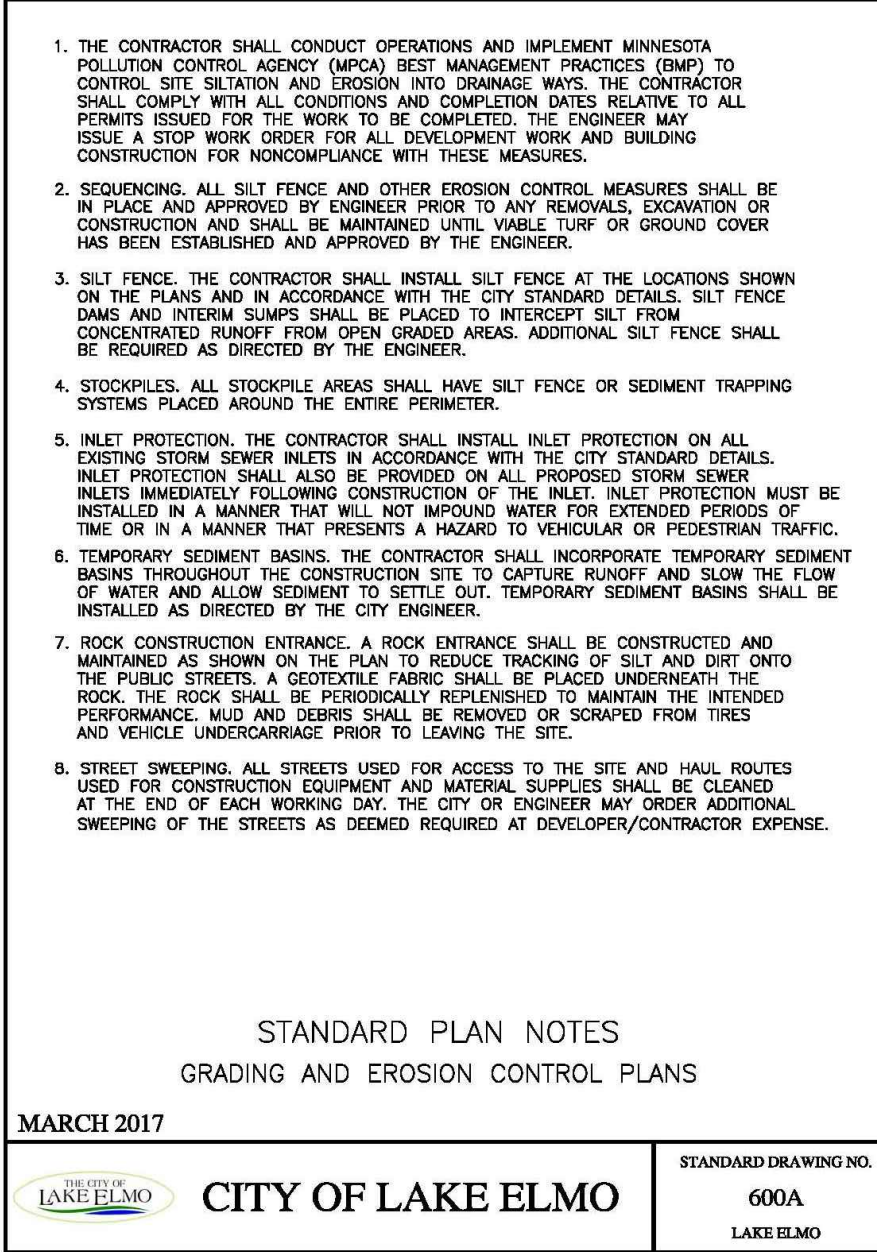 1. THE CONTRACTOR SHALL CONDUCT OPERATIONS AND IMPLEMENT MINNESOTA
POLLUTION CONTROL AGENCY (MPCA) BEST MANAGEMENT PRACTICES (BMP) TO
CONTROL SITE SILTATION AND EROSION INTO DRAINAGE WAYS. THE CONTRACTOR
SHALL COMPLY WITH ALL CONDITIONS AND COMPLETION DATES RELATIVE TO ALL
PERMITS ISSUED FOR THE WORK TO BE COMPLETED. THE ENGINEER MAY
ISSUE A STOP WORK ORDER FOR ALL DEVELOPMENT WORK AND BUILDING
CONSTRUCTION FOR NONCOMPLIANCE WITH THESE MEASURES.
2. SEQUENCING. ALL SILT FENCE AND OTHER EROSION CONTROL MEASURES SHALL BE
IN PLACE AND APPROVED BY ENGINEER PRIOR TO ANY REMOVALS, EXCAVATION OR
CONSTRUCTION AND SHALL BE MAINTAINED UNTIL VIABLE TURF OR GROUND COVER
HAS BEEN ESTABLISHED AND APPROVED BY THE ENGINEER.
3. SILT FENCE. THE CONTRACTOR SHALL INSTALL SILT FENCE AT THE LOCATIONS SHOWN
ON THE PLANS AND IN ACCORDANCE WITH THE CITY STANDARD DETAILS. SILT FENCE
DAMS AND INTERIM SUMPS SHALL BE PLACED TO INTERCEPT SILT FROM
CONCENTRATED RUNOFF FROM OPEN GRADED AREAS. ADDITIONAL SILT FENCE SHALL
BE REQUIRED AS DIRECTED BY THE ENGINEER.
4. STOCKPILES. ALL STOCKPILE AREAS SHALL HAVE SILT FENCE OR SEDIMENT TRAPPING
SYSTEMS PLACED AROUND THE ENTIRE PERIMETER.
5. INLET PROTECTION. THE CONTRACTOR SHALL INSTALL INLET PROTECTION ON ALL
EXISTING STORM SEWER INLETS IN ACCORDANCE WITH THE CITY STANDARD DETAILS.
INLET PROTECTION SHALL ALSO BE PROVIDED ON ALL PROPOSED STORM SEWER
INLETS IMMEDIATELY FOLLOWING CONSTRUCTION OF THE INLET. INLET PROTECTION MUST BE
INSTALLED IN A MANNER THAT WILL NOT IMPOUND WATER FOR EXTENDED PERIODS OF
TIME OR IN A MANNER THAT PRESENTS A HAZARD TO VEHICULAR OR PEDESTRIAN TRAFFIC.
6. TEMPORARY SEDIMENT BASINS. THE CONTRACTOR SHALL INCORPORATE TEMPORARY SEDIMENT
BASINS THROUGHOUT THE CONSTRUCTION SITE TO CAPTURE RUNOFF AND SLOW THE FLOW
OF WATER AND ALLOW SEDIMENT TO SETTLE OUT. TEMPORARY SEDIMENT BASINS SHALL BE
INSTALLED AS DIRECTED BY THE CITY ENGINEER.
7. ROCK CONSTRUCTION ENTRANCE. A ROCK ENTRANCE SHALL BE CONSTRUCTED AND
MAINTAINED AS SHOWN ON THE PLAN TO REDUCE TRACKING OF SILT AND DIRT ONTO
THE PUBLIC STREETS. A GEOTEXTILE FABRIC SHALL BE PLACED UNDERNEATH THE
ROCK. THE ROCK SHALL BE PERIODICALLY REPLENISHED TO MAINTAIN THE INTENDED
PERFORMANCE. MUD AND DEBRIS SHALL BE REMOVED OR SCRAPED FROM TIRES
AND VEHICLE UNDERCARRIAGE PRIOR TO LEAVING THE SITE.
8. STREET SWEEPING. ALL STREETS USED FOR ACCESS TO THE SITE AND HAUL ROUTES
USED FOR CONSTRUCTION EQUIPMENT AND MATERIAL SUPPLIES SHALL BE CLEANED
AT THE END OF EACH WORKING DAY. THE CITY OR ENGINEER MAY ORDER ADDITIONAL
SWEEPING OF THE STREETS AS DEEMED REQUIRED AT DEVELOPER/CONTRACTOR EXPENSE.
STANDARD PLAN NOTES
GRADING AND EROSION CONTROL PLANS
MARCH 2017
THE CITY OF
LAKE ELMO
CITY OF LAKE ELMO
STANDARD DRAWING NO.
600A
LAKE ELMO